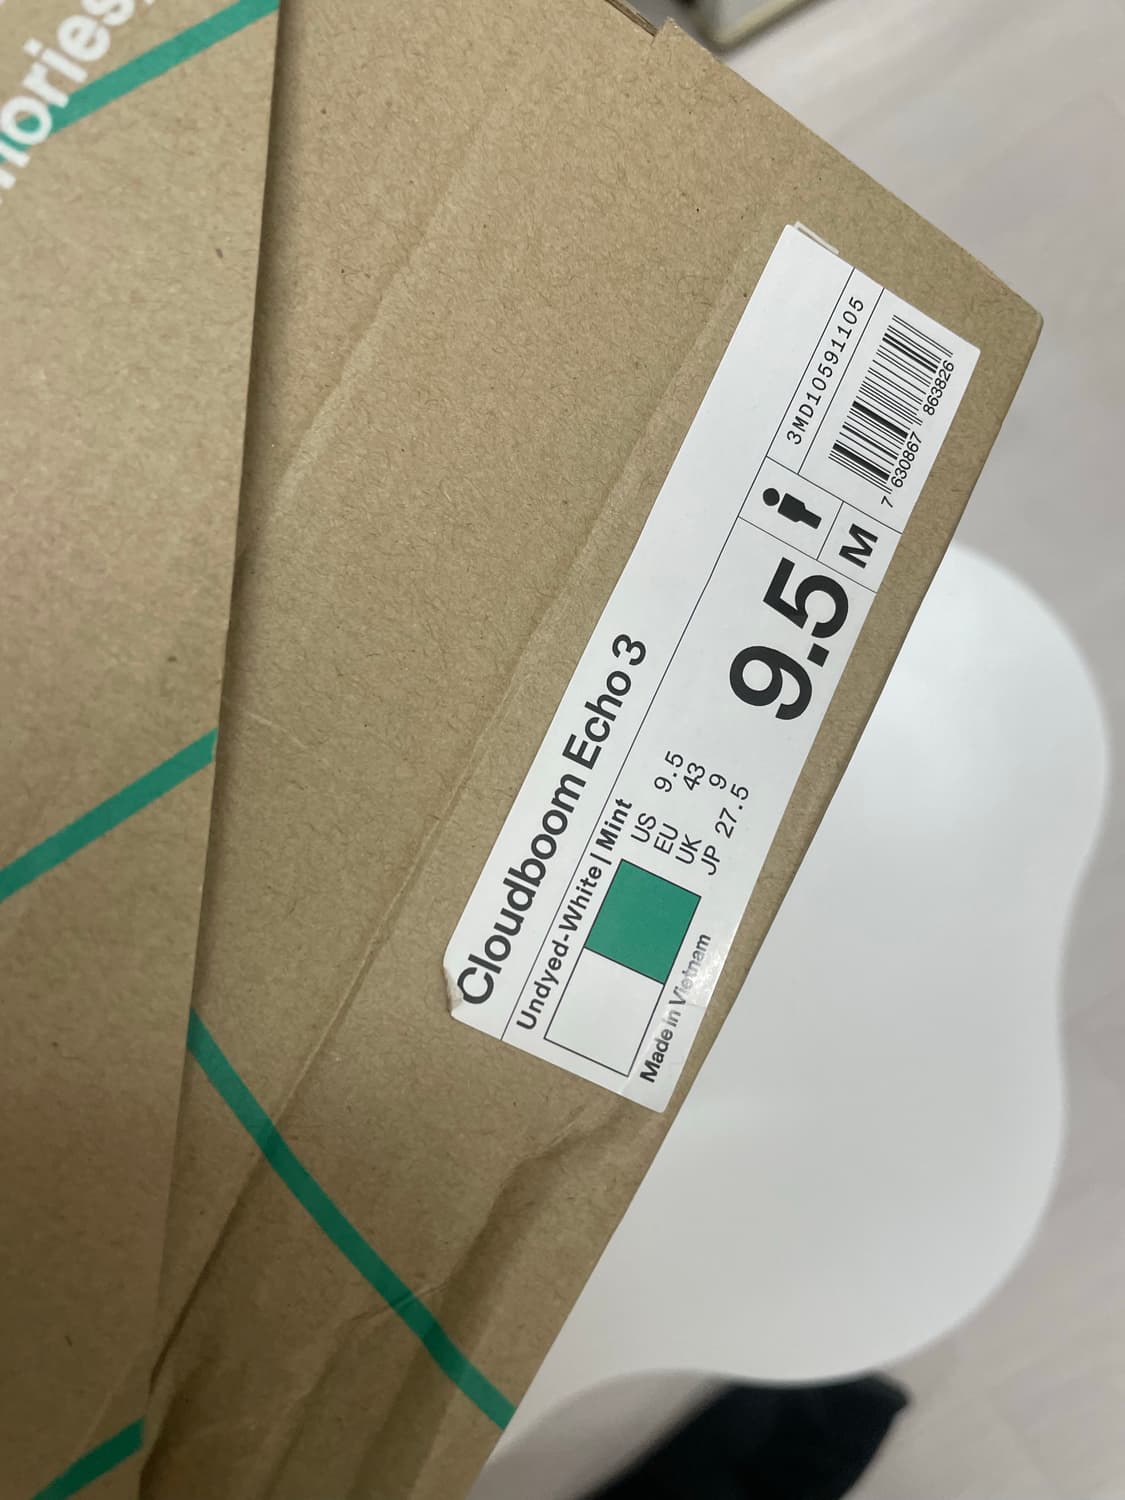 ories
Cloudboom Echo 3
Undyed-White | Mint
US 9.5
EU 43
UK 9
JP 27.5
9.5
M
3MD10591105
7 630867 863826
Made in Vietnam